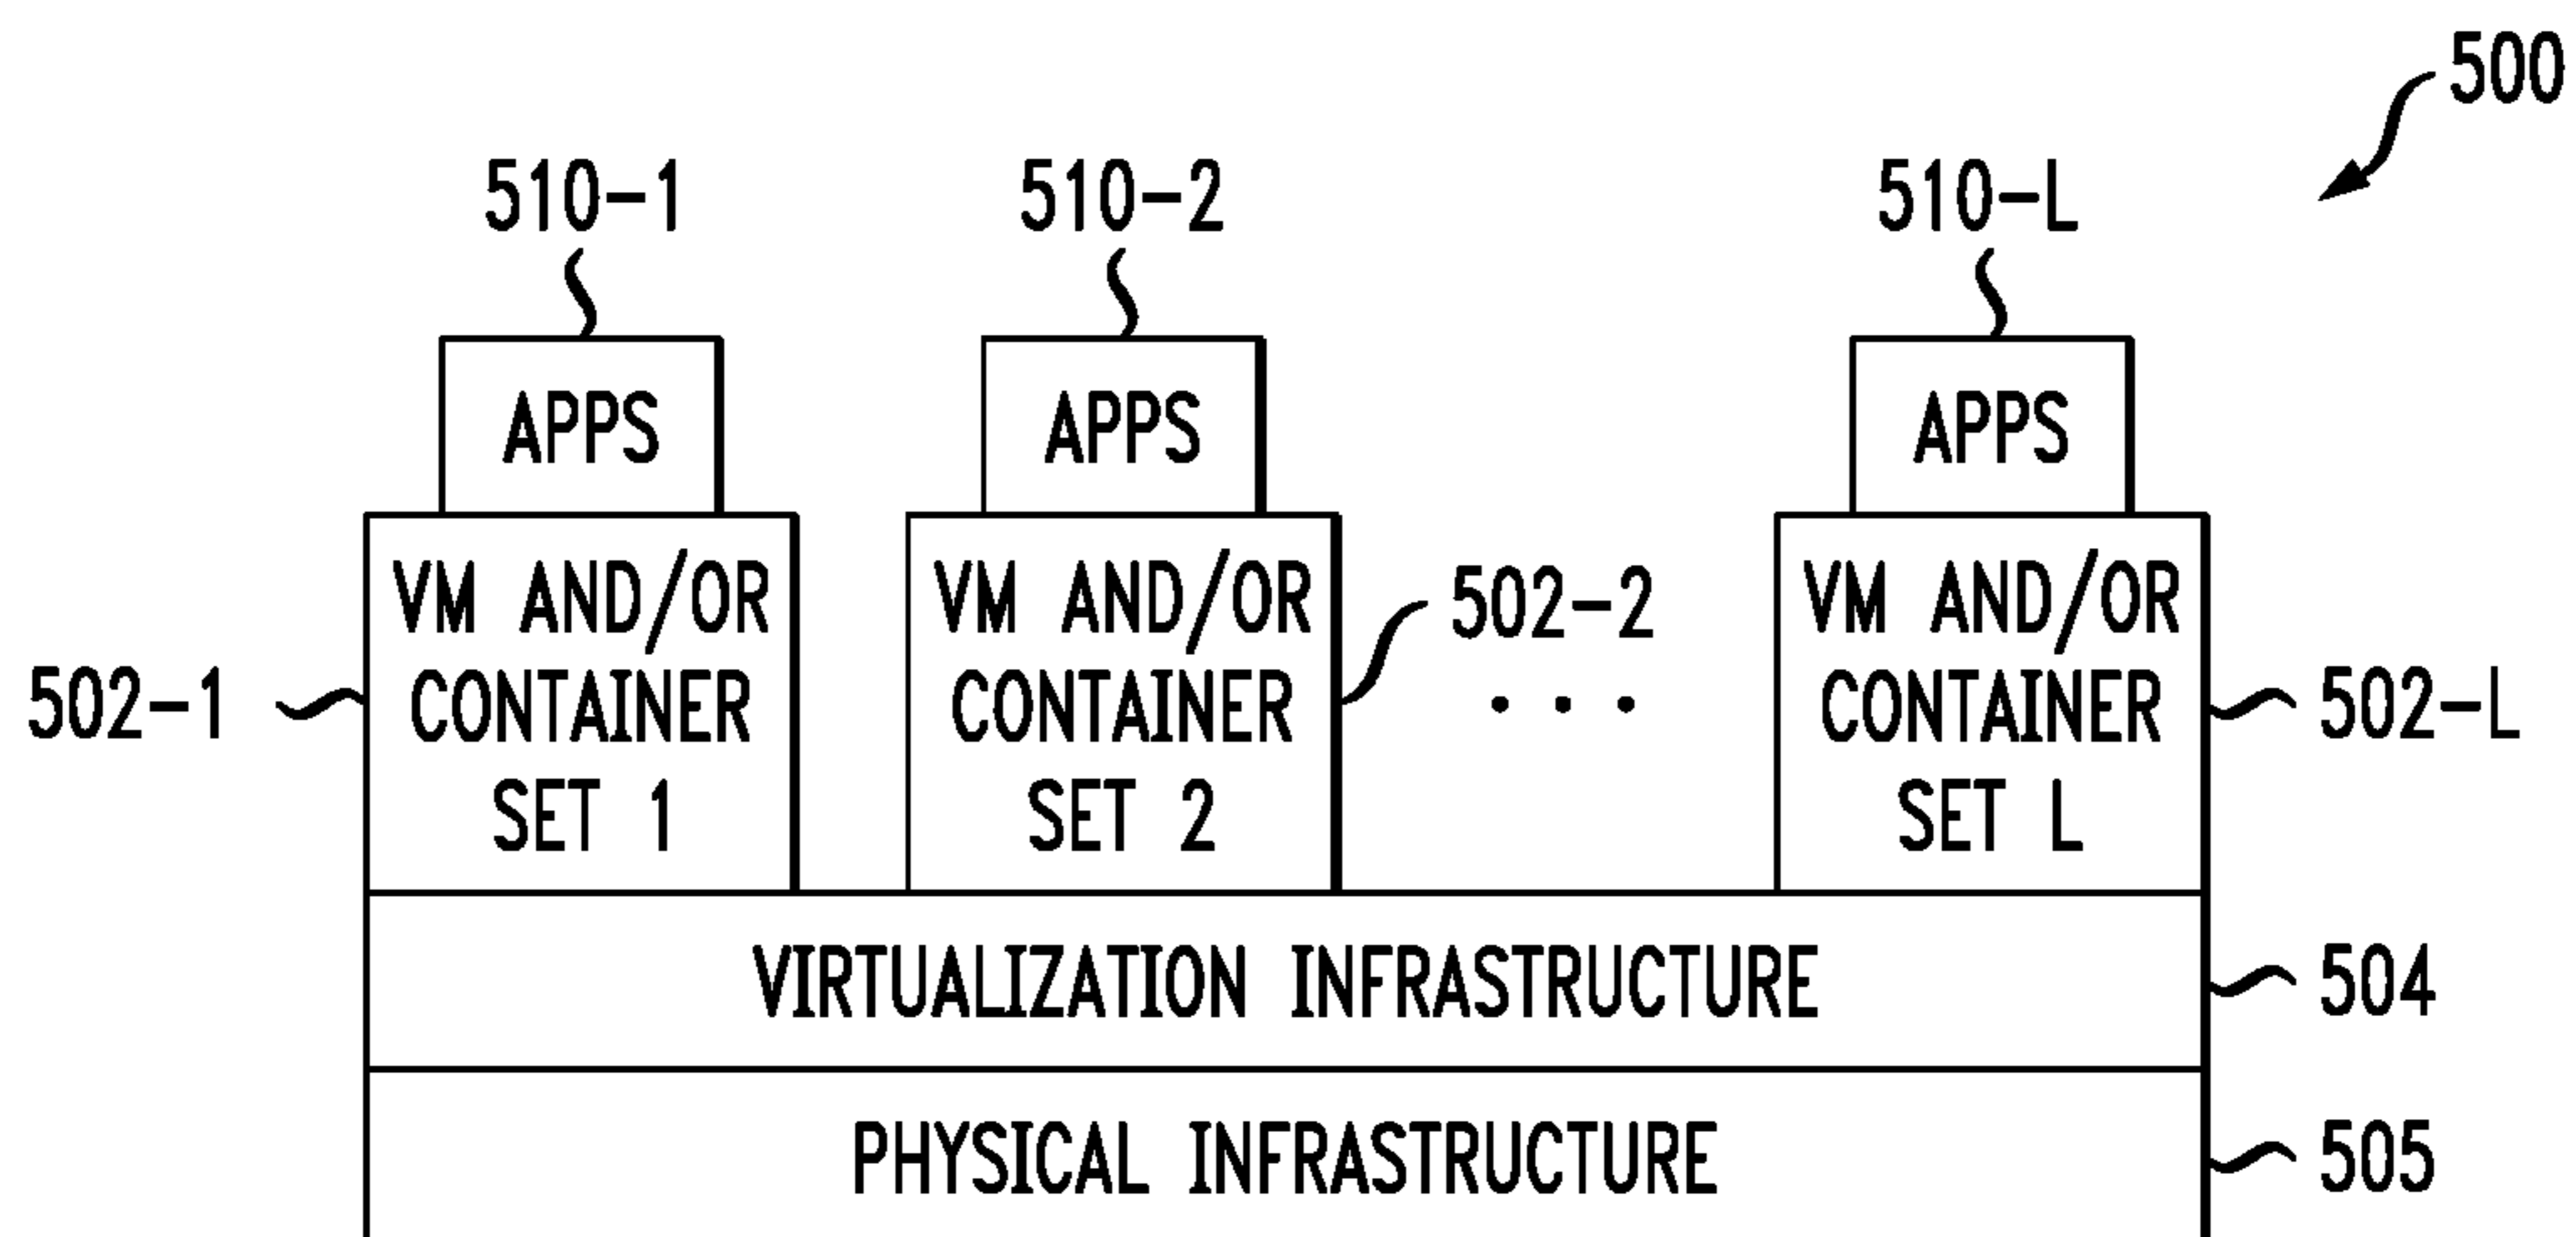 500
510-1
510-2
510-L
APPS
APPS
APPS
VM AND/OR
CONTAINER
SET 1
VM AND/OR
CONTAINER
SET 2
VM AND/OR
CONTAINER
SET L
502-1
502-2
. . .
502-L
VIRTUALIZATION INFRASTRUCTURE
504
PHYSICAL INFRASTRUCTURE
505